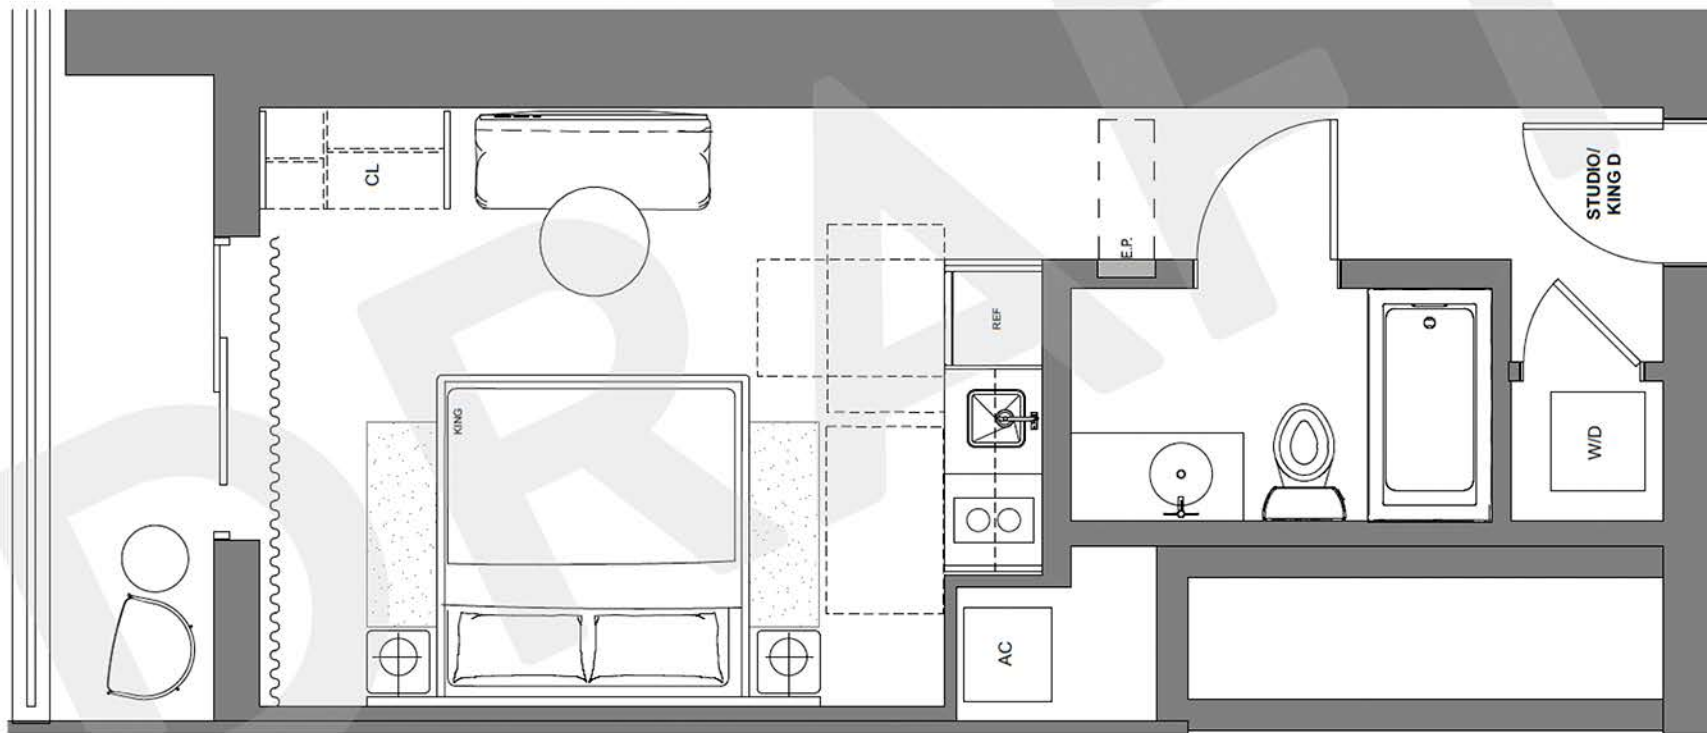 DRAFT
CL
E.P.
STUDIO/
KING D
REF
KING
W/D
AC